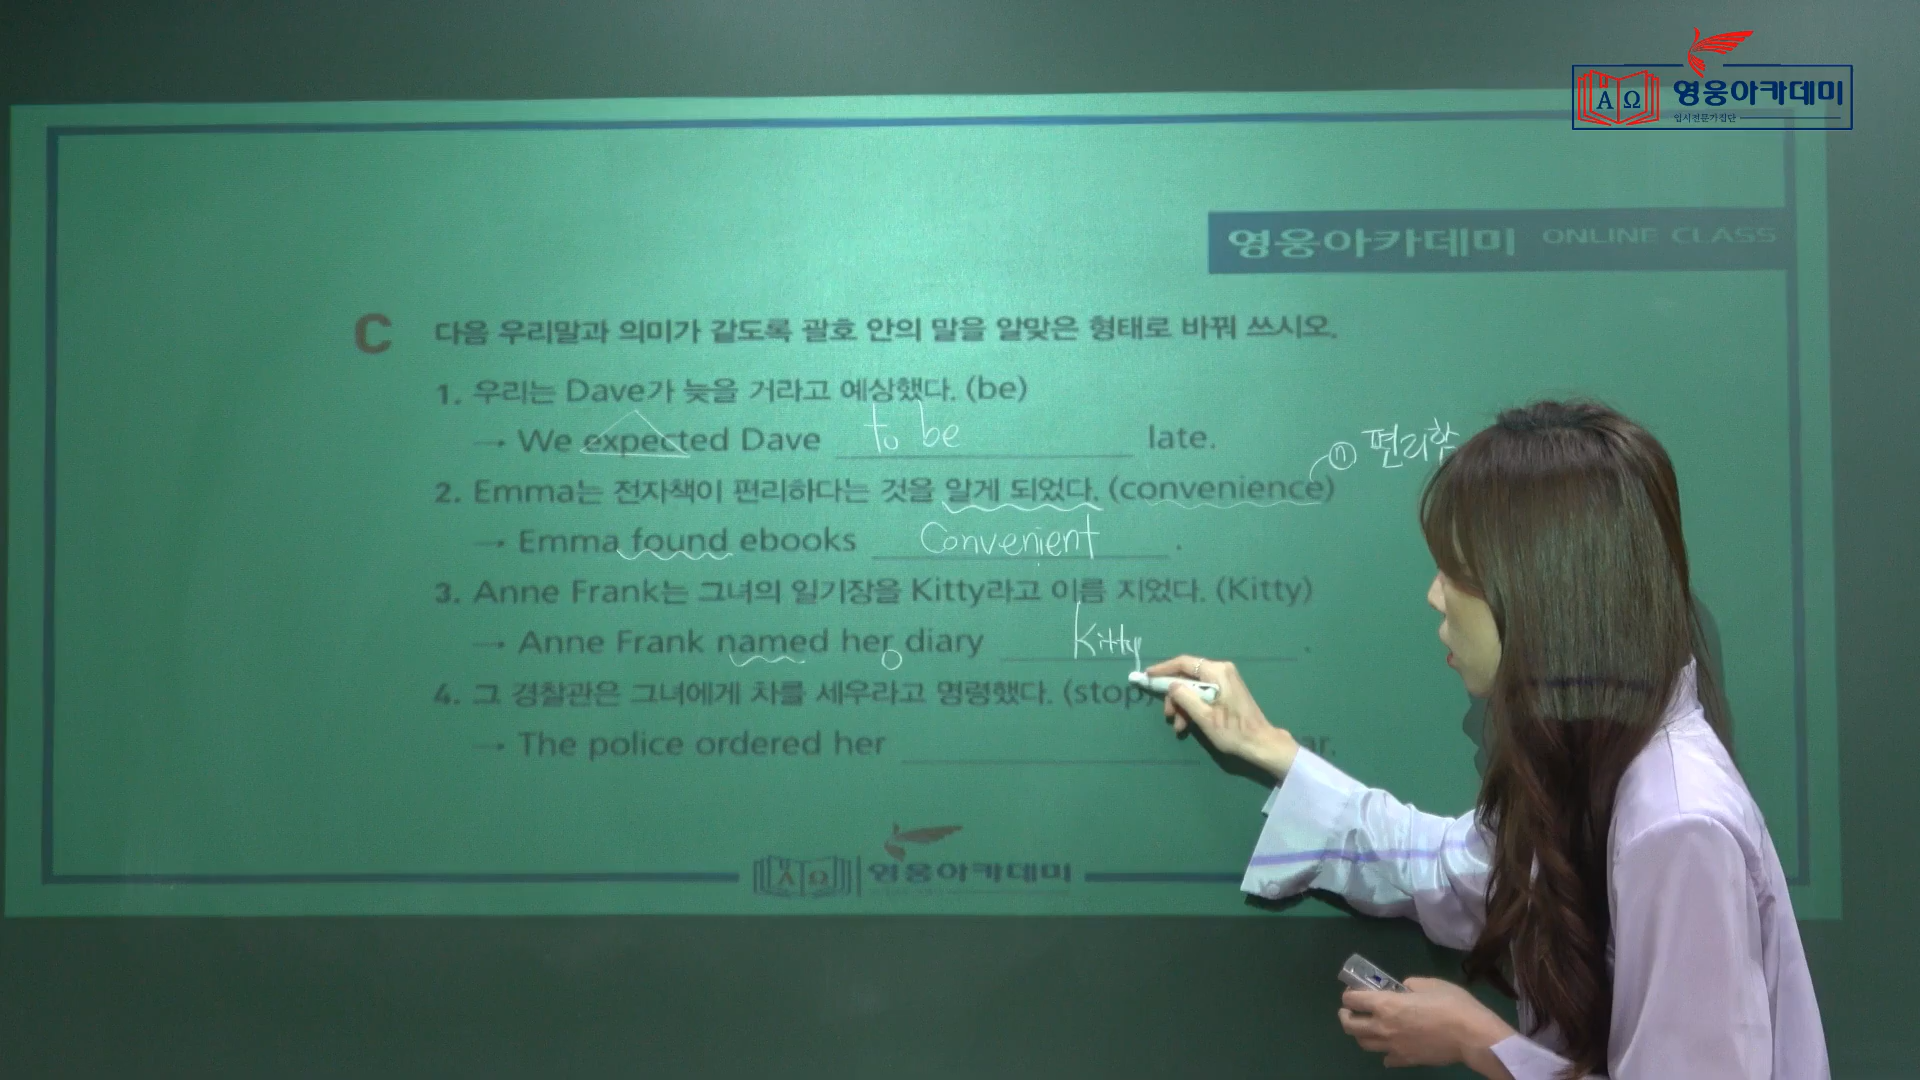 영웅아카데미
입시전문가집단
영웅아카데미 ONLINE CLASS
C 다음 우리말과 의미가 같도록 괄호 안의 말을 알맞은 형태로 바꿔 쓰시오.
1. 우리는 Dave가 늦을 거라고 예상했다. (be)
→ We expected Dave to be late.
n 편리함
2. Emma는 전자책이 편리하다는 것을 알게 되었다. (convenience)
→ Emma found ebooks Convenient .
3. Anne Frank는 그녀의 일기장을 Kitty라고 이름 지었다. (Kitty)
→ Anne Frank named her diary Kitty .
4. 그 경찰관은 그녀에게 차를 세우라고 명령했다. (stop)
→ The police ordered her ar.
AΩ 영웅아카데미